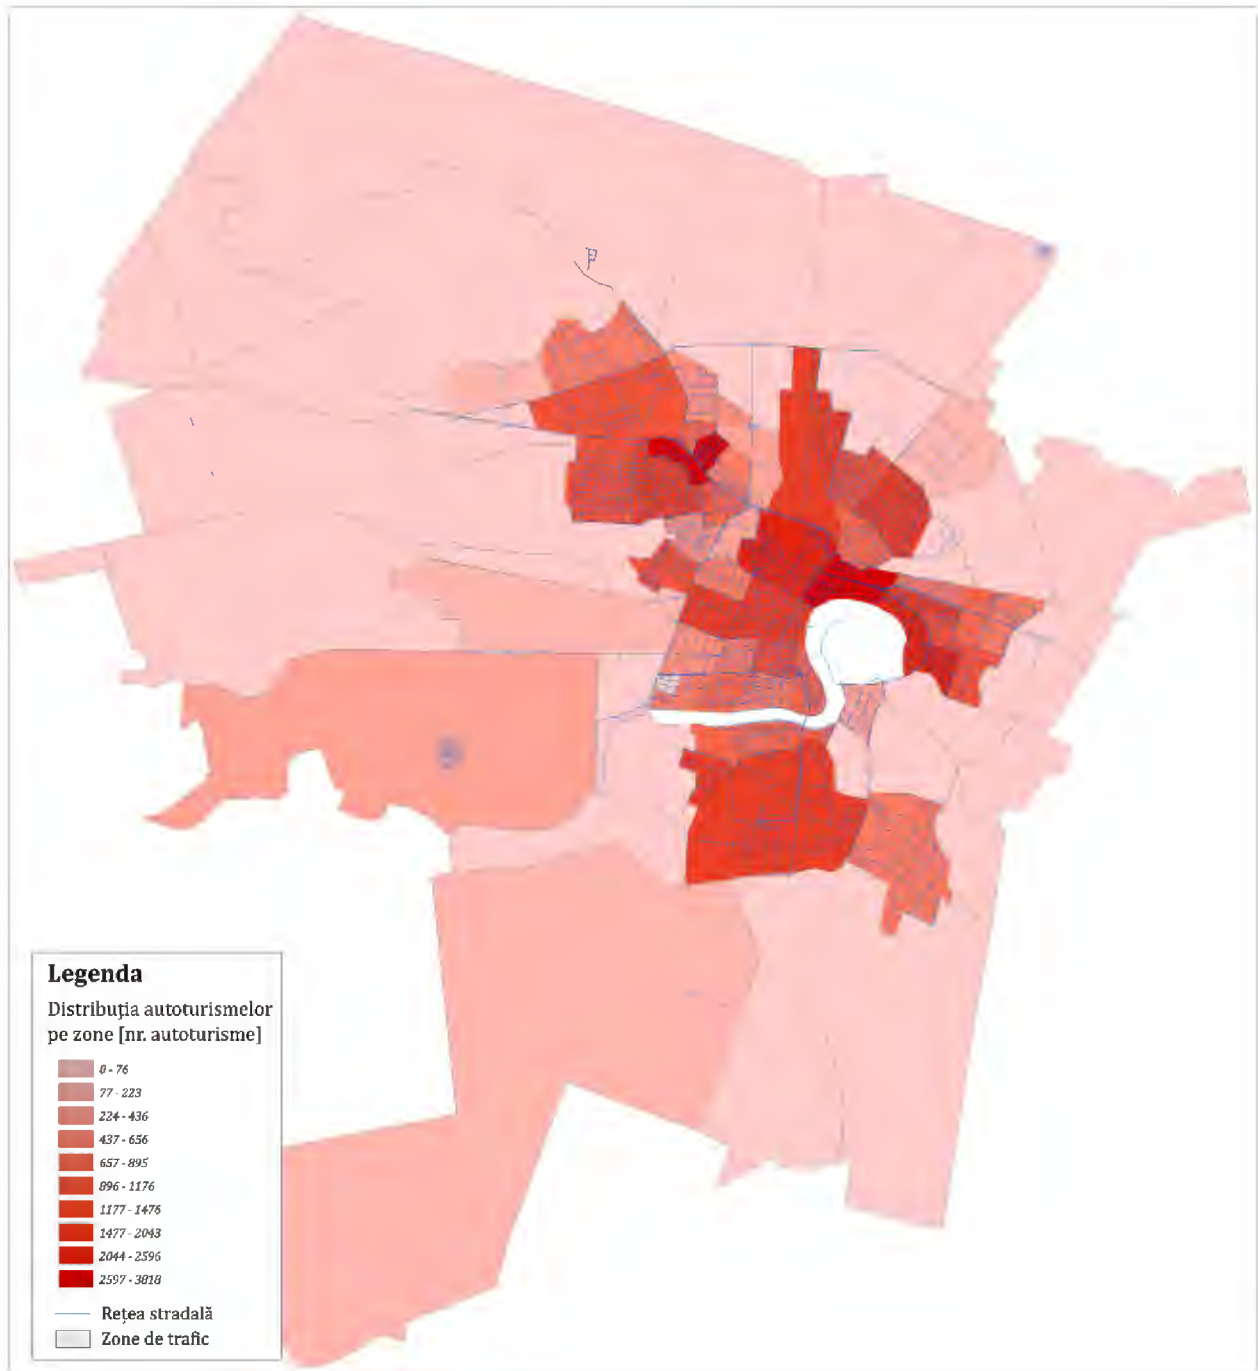 Legenda
Distribuția autoturismelor
pe zone [nr. autoturisme]
0 - 76
77 - 223
224 - 436
437 - 656
657 - 895
896 - 1176
1177 - 1476
1477 - 2043
2044 - 2596
2597 - 3818
Rețea stradală
Zone de trafic